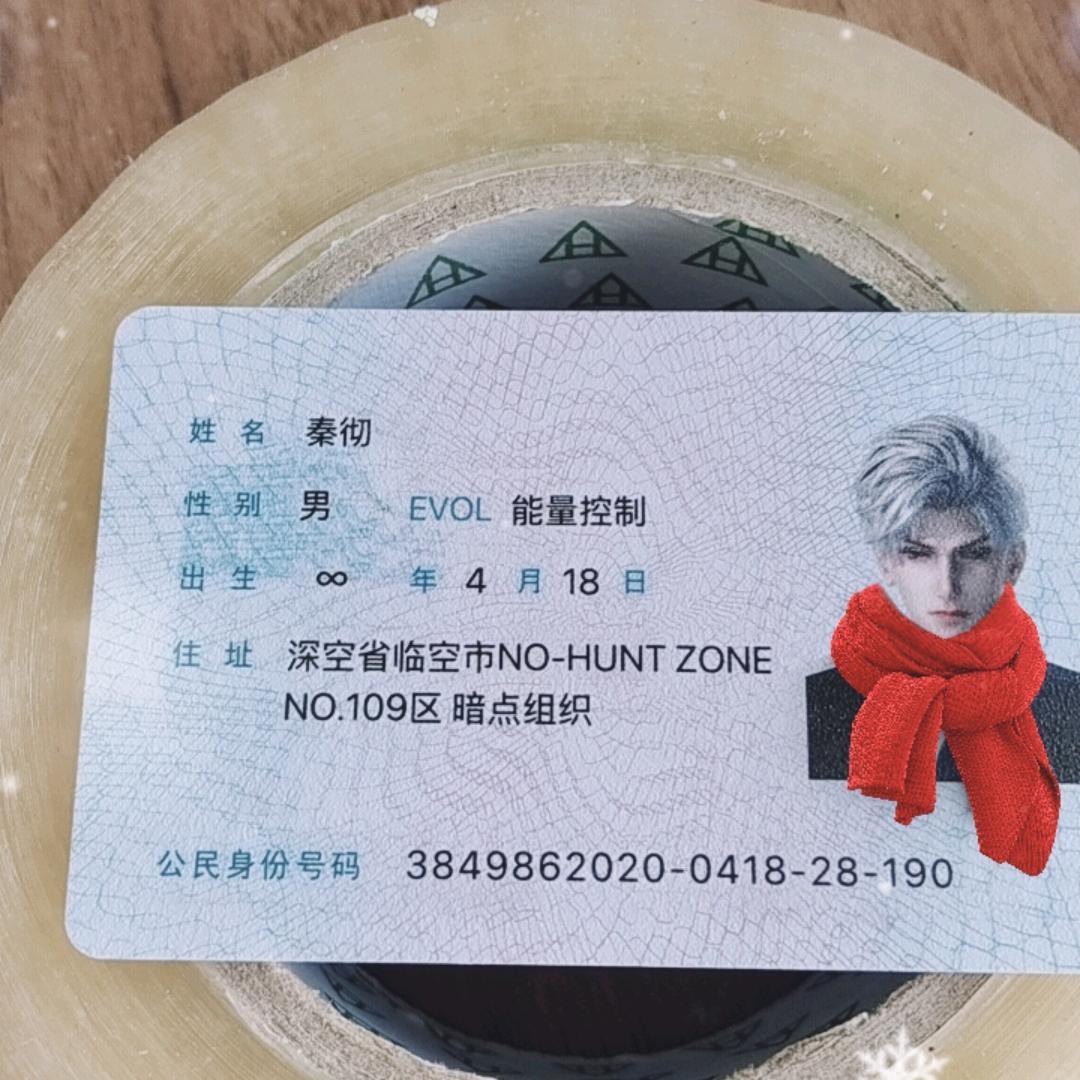 姓名 秦彻
性别 男 EVOL 能量控制
出生 ∞ 年 4 月 18 日
住址 深空省临空市NO-HUNT ZONE
NO.109区 暗点组织
公民身份号码 3849862020-0418-28-190